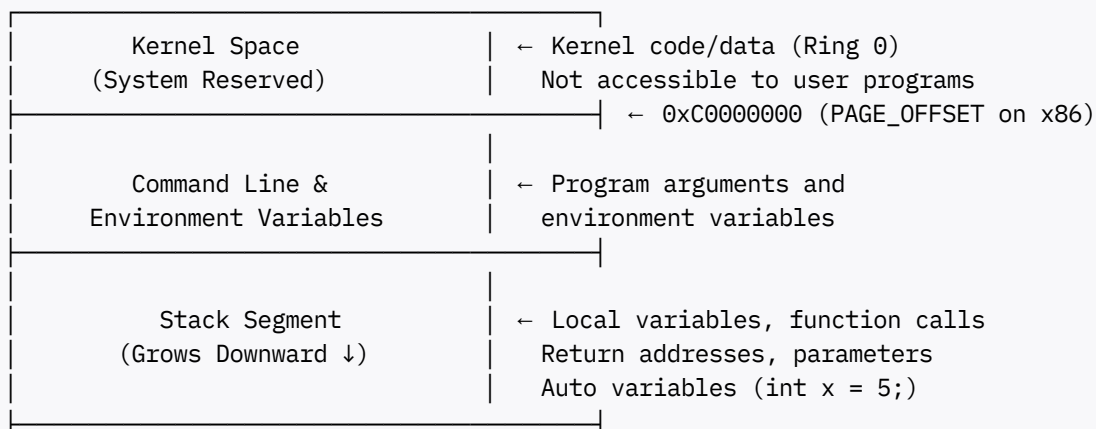 Kernel Space ← Kernel code/data (Ring 0)
(System Reserved) Not accessible to user programs
← 0xC0000000 (PAGE_OFFSET on x86)
Command Line & ← Program arguments and
Environment Variables environment variables
Stack Segment ← Local variables, function calls
(Grows Downward ↓) Return addresses, parameters
Auto variables (int x = 5;)